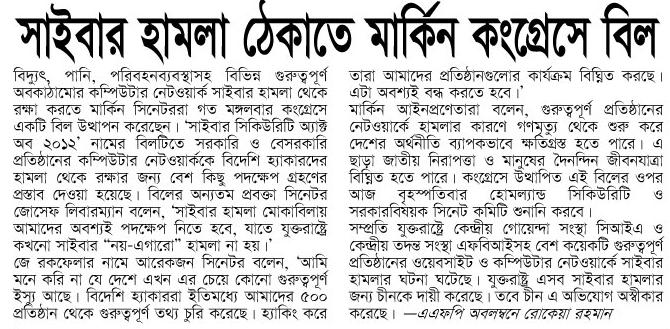 সাইবার হামলা ঠেকাতে মার্কিন কংগ্রেসে বিল
বিদ্যুৎ, পানি, পরিবহনব্যবস্থাসহ বিভিন্ন গুরুত্বপূর্ণ
অবকাঠামোর কম্পিউটার নেটওয়ার্ক সাইবার হামলা থেকে
রক্ষা করতে মার্কিন সিনেটররা গত মঙ্গলবার কংগ্রেসে
একটি বিল উত্থাপন করেছেন। ‘সাইবার সিকিউরিটি অ্যাক্ট
অব ২০১২’ নামের বিলটিতে সরকারি ও বেসরকারি
প্রতিষ্ঠানের কম্পিউটার নেটওয়ার্ককে বিদেশি হ্যাকারদের
হামলা থেকে রক্ষার জন্য বেশ কিছু পদক্ষেপ গ্রহণের
প্রস্তাব দেওয়া হয়েছে। বিলের অন্যতম প্রবক্তা সিনেটর
জোসেফ লিবারম্যান বলেন, ‘সাইবার হামলা মোকাবিলায়
আমাদের অবশ্যই পদক্ষেপ নিতে হবে, যাতে যুক্তরাষ্ট্রে
কখনো সাইবার “নয়-এগারো” হামলা না হয়।’
জে রকফেলার নামে আরেকজন সিনেটর বলেন, ‘আমি
মনে করি না যে দেশে এখন এর চেয়ে কোনো গুরুত্বপূর্ণ
ইস্যু আছে। বিদেশি হ্যাকাররা ইতিমধ্যে আমাদের ৫০০
প্রতিষ্ঠান থেকে গুরুত্বপূর্ণ তথ্য চুরি করেছে। হ্যাকিং করে
তারা আমাদের প্রতিষ্ঠানগুলোর কার্যক্রম বিঘ্নিত করছে।
এটা অবশ্যই বন্ধ করতে হবে।’
মার্কিন আইনপ্রণেতারা বলেন, গুরুত্বপূর্ণ প্রতিষ্ঠানের
নেটওয়ার্কে হামলার কারণে গণমৃত্যু থেকে শুরু করে
দেশের অর্থনীতি ব্যাপকভাবে ক্ষতিগ্রস্ত হতে পারে। এ
ছাড়া জাতীয় নিরাপত্তা ও মানুষের দৈনন্দিন জীবনযাত্রা
বিঘ্নিত হতে পারে। কংগ্রেসে উত্থাপিত এই বিলের ওপর
আজ বৃহস্পতিবার হোমল্যান্ড সিকিউরিটি ও
সরকারবিষয়ক সিনেট কমিটি শুনানি করবে।
সম্প্রতি যুক্তরাষ্ট্রে কেন্দ্রীয় গোয়েন্দা সংস্থা সিআইএ ও
কেন্দ্রীয় তদন্ত সংস্থা এফবিআইসহ বেশ কয়েকটি গুরুত্বপূর্ণ
প্রতিষ্ঠানের ওয়েবসাইট ও কম্পিউটার নেটওয়ার্কে সাইবার
হামলার ঘটনা ঘটেছে। যুক্তরাষ্ট্র এসব সাইবার হামলার
জন্য চীনকে দায়ী করেছে। তবে চীন এ অভিযোগ অস্বীকার
করেছে। —এএফপি অবলম্বনে রোকেয়া রহমান